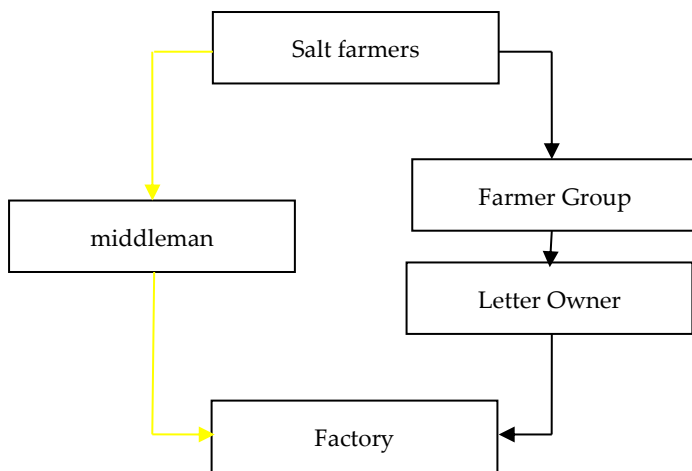 Salt farmers
Farmer Group
middleman
Letter Owner
Factory